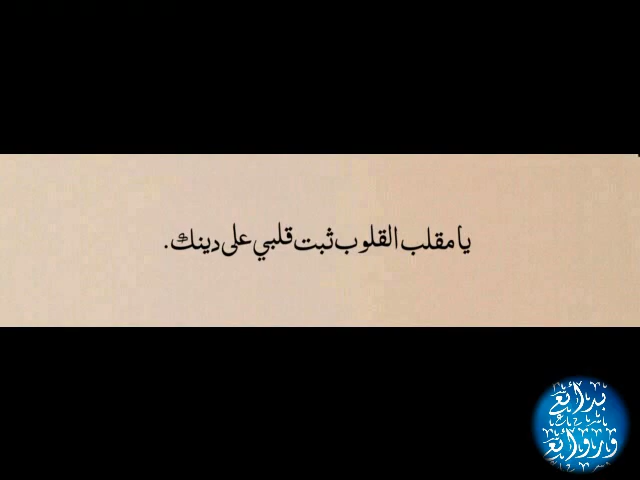 يا مقلب القلوب ثبت قلبي على دينك.
بدائع
وروائع